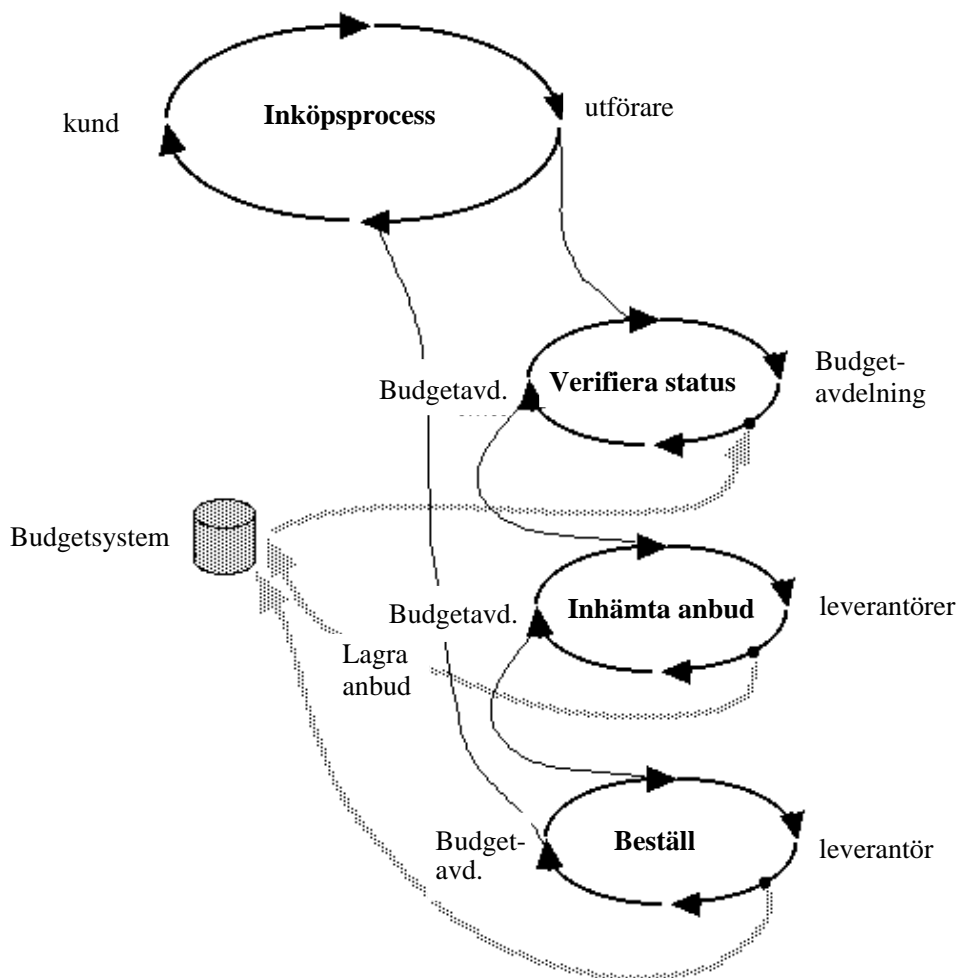 kund
Inköpsprocess
utförare
Budgetavd.
Verifiera status
Budget-
avdelning
Budgetsystem
Budgetavd.
Inhämta anbud
leverantörer
Lagra
anbud
Budget-
avd.
Beställ
leverantör